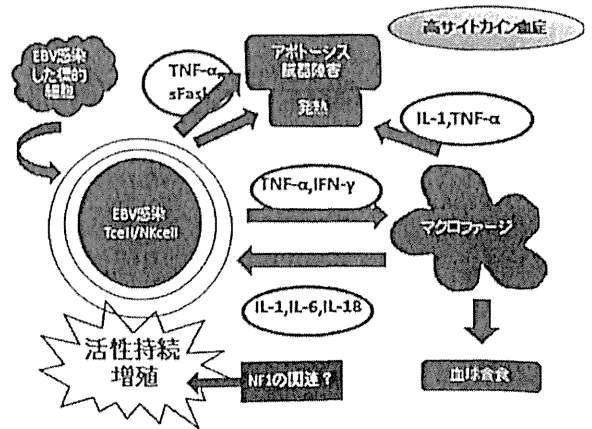 高サイトカイン血症
EBV感染
した標的
細胞
TNF-α,
sFasL
アポトーシス
臓器障害
発熱
IL-1,TNF-α
EBV感染
Tcell/NKcell
TNF-α,IFN-γ
マクロファージ
IL-1,IL-6,IL-18
活性持続
増殖
NF1の関連？
血球貪食